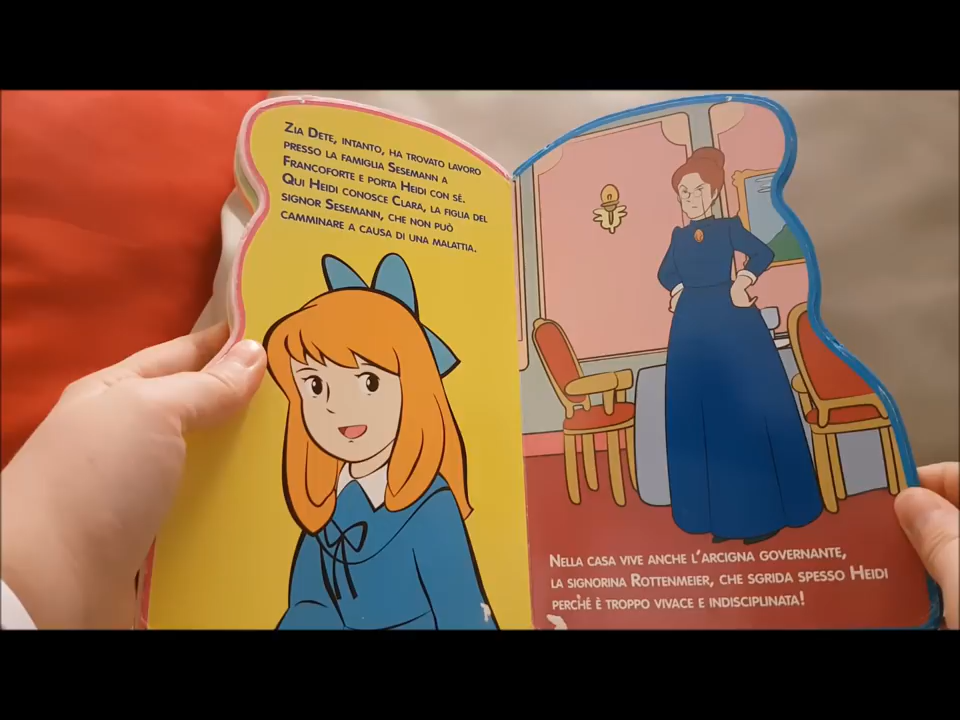 Zia Dete, intanto, ha trovato lavoro
presso la famiglia Sesemann a
Francoforte e porta Heidi con sé.
Qui Heidi conosce Clara, la figlia del
signor Sesemann, che non può
camminare a causa di una malattia.
Nella casa vive anche l'arcigna governante,
la signorina Rottenmeier, che sgrida spesso Heidi
perché è troppo vivace e indisciplinata!